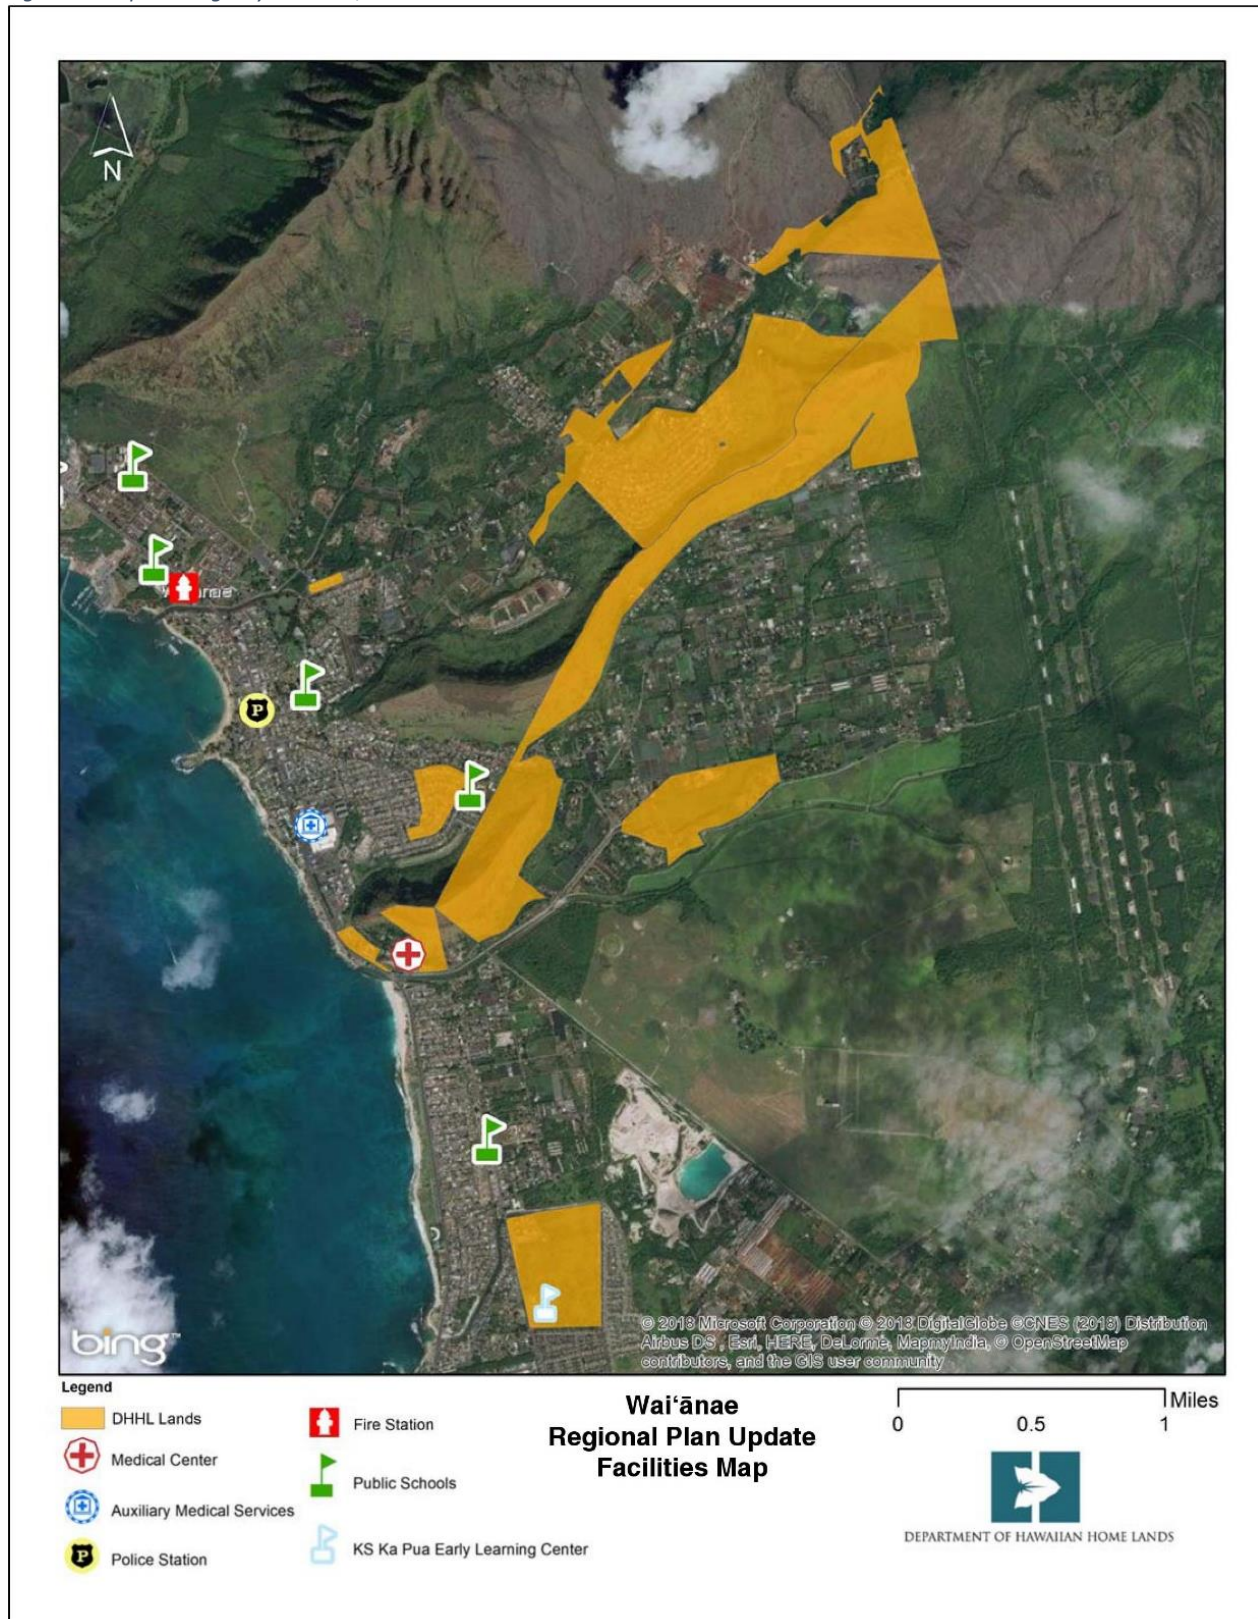 N
bing™
© 2018 Microsoft Corporation © 2018 DigitalGlobe ©CNES (2018) Distribution
Airbus DS , Esri, HERE, DeLorme, MapmyIndia, © OpenStreetMap
contributors, and the GIS user community
Legend
DHHL Lands
Medical Center
Auxiliary Medical Services
Police Station
Fire Station
Public Schools
KS Ka Pua Early Learning Center
Wai‘ānae
Regional Plan Update
Facilities Map
Miles
0 0.5 1
DEPARTMENT OF HAWAIIAN HOME LANDS